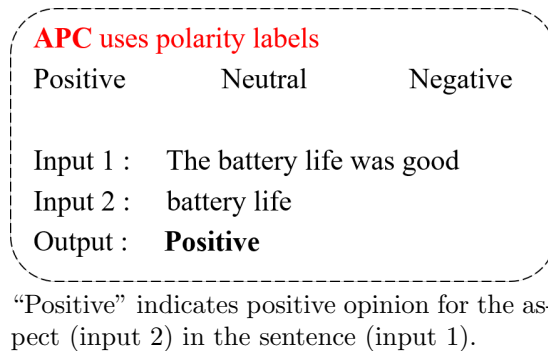 APC uses polarity labels
Positive Neutral Negative
Input 1 : The battery life was good
Input 2 : battery life
Output : Positive
“Positive” indicates positive opinion for the as-
pect (input 2) in the sentence (input 1).